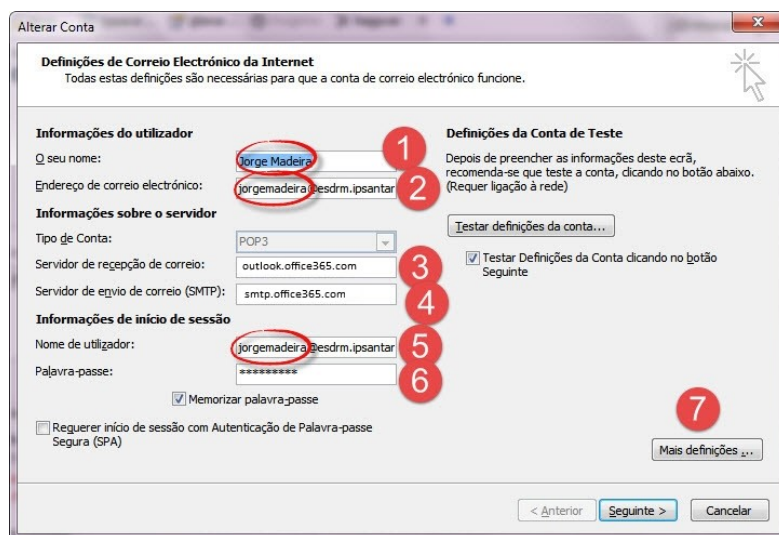 Alterar Conta
Definições de Correio Electrónico da Internet
Todas estas definições são necessárias para que a conta de correio electrónico funcione.
Informações do utilizador
O seu nome:
Jorge Madeira
1
Endereço de correio electrónico:
jorgemadeira@esdrm.ipsantar
2
Informações sobre o servidor
Tipo de Conta:
POP3
Servidor de recepção de correio:
outlook.office365.com
3
Servidor de envio de correio (SMTP):
smtp.office365.com
4
Informações de início de sessão
Nome de utilizador:
jorgemadeira@esdrm.ipsantar
5
Palavra-passe:
*********
6
Memorizar palavra-passe
Requerer início de sessão com Autenticação de Palavra-passe
Segura (SPA)
Definições da Conta de Teste
Depois de preencher as informações deste ecrã,
recomenda-se que teste a conta, clicando no botão abaixo.
(Requer ligação à rede)
Testar definições da conta...
Testar Definições da Conta clicando no botão
Seguinte
7
Mais definições ...
< Anterior
Seguinte >
Cancelar